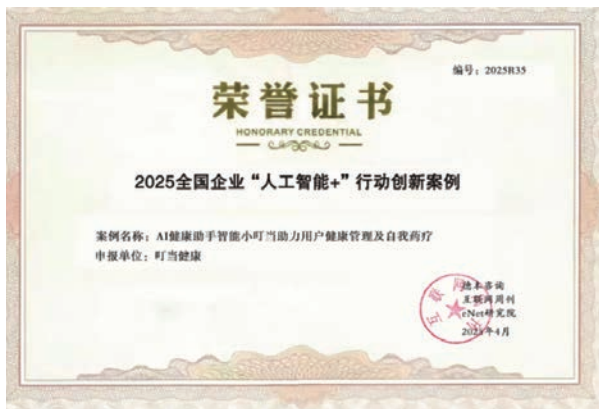 编号：2025R35
荣誉证书
HONORARY CREDENTIAL
2025全国企业“人工智能+”行动创新案例
案例名称：AI健康助手智能小叮当助力用户健康管理及自我药疗
申报单位：叮当健康
德本咨询
互联网周刊
eNet研究院
2025年4月